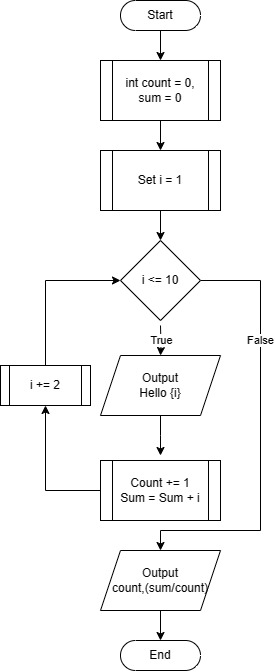 Start
int count = 0,
sum = 0
Set i = 1
i <= 10
True
False
Output
Hello {i}
i += 2
Count += 1
Sum = Sum + i
Output
count,(sum/count)
End